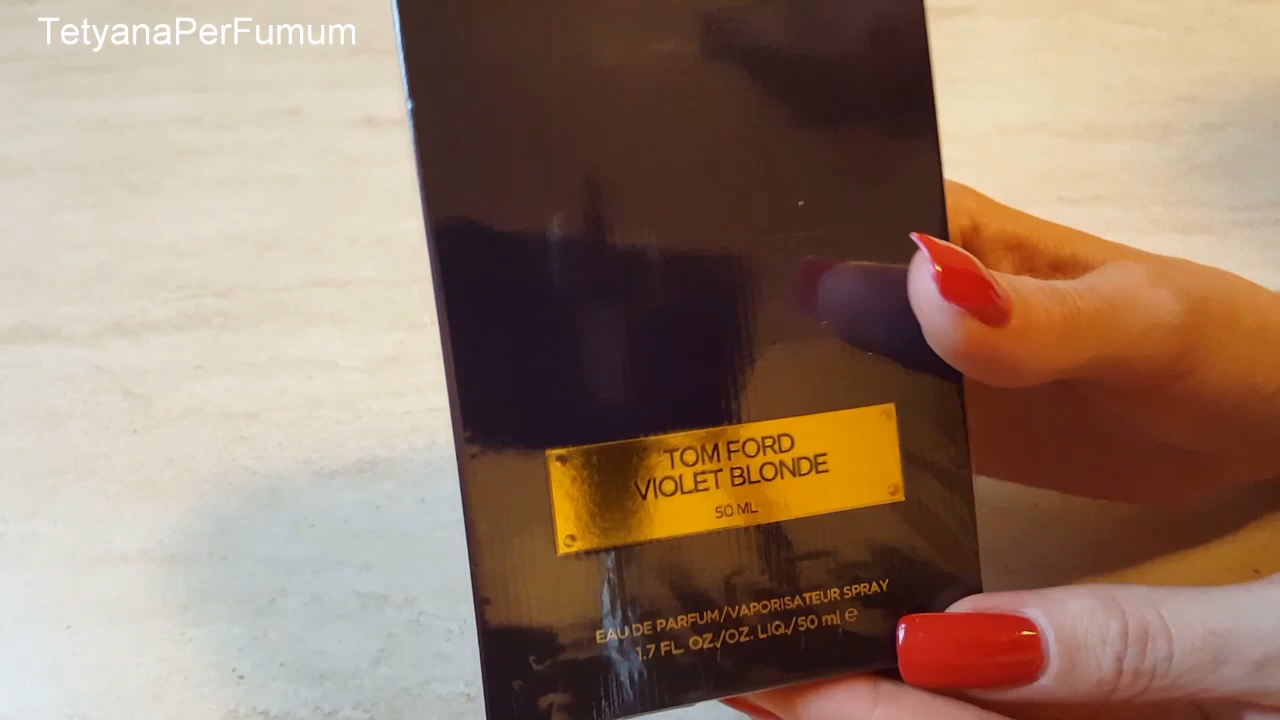 TetyanaPerFumum
TOM FORD
VIOLET BLONDE
50 ML
EAU DE PARFUM/VAPORISATEUR SPRAY
1.7 FL. OZ./OZ. LIQ./50 ml ℮